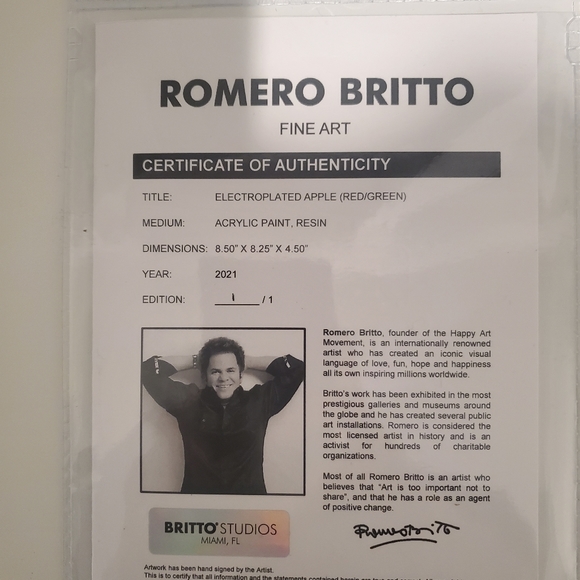 ROMERO BRITTO
FINE ART
CERTIFICATE OF AUTHENTICITY
TITLE: ELECTROPLATED APPLE (RED/GREEN)
MEDIUM: ACRYLIC PAINT, RESIN
DIMENSIONS: 8.50" X 8.25" X 4.50"
YEAR: 2021
EDITION: 1 / 1
Romero Britto, founder of the Happy Art
Movement, is an internationally renowned
artist who has created an iconic visual
language of love, fun, hope and happiness
all its own inspiring millions worldwide.
Britto's work has been exhibited in the most
prestigious galleries and museums around
the globe and he has created several public
art installations. Romero is considered the
most licensed artist in history and is an
activist for hundreds of charitable
organizations.
Most of all Romero Britto is an artist who
believes that "Art is too important not to
share", and that he has a role as an agent
of positive change.
BRITTO® STUDIOS
MIAMI, FL
Artwork has been hand signed by the Artist.
This is to certify that all information and the statements contained herein are true and